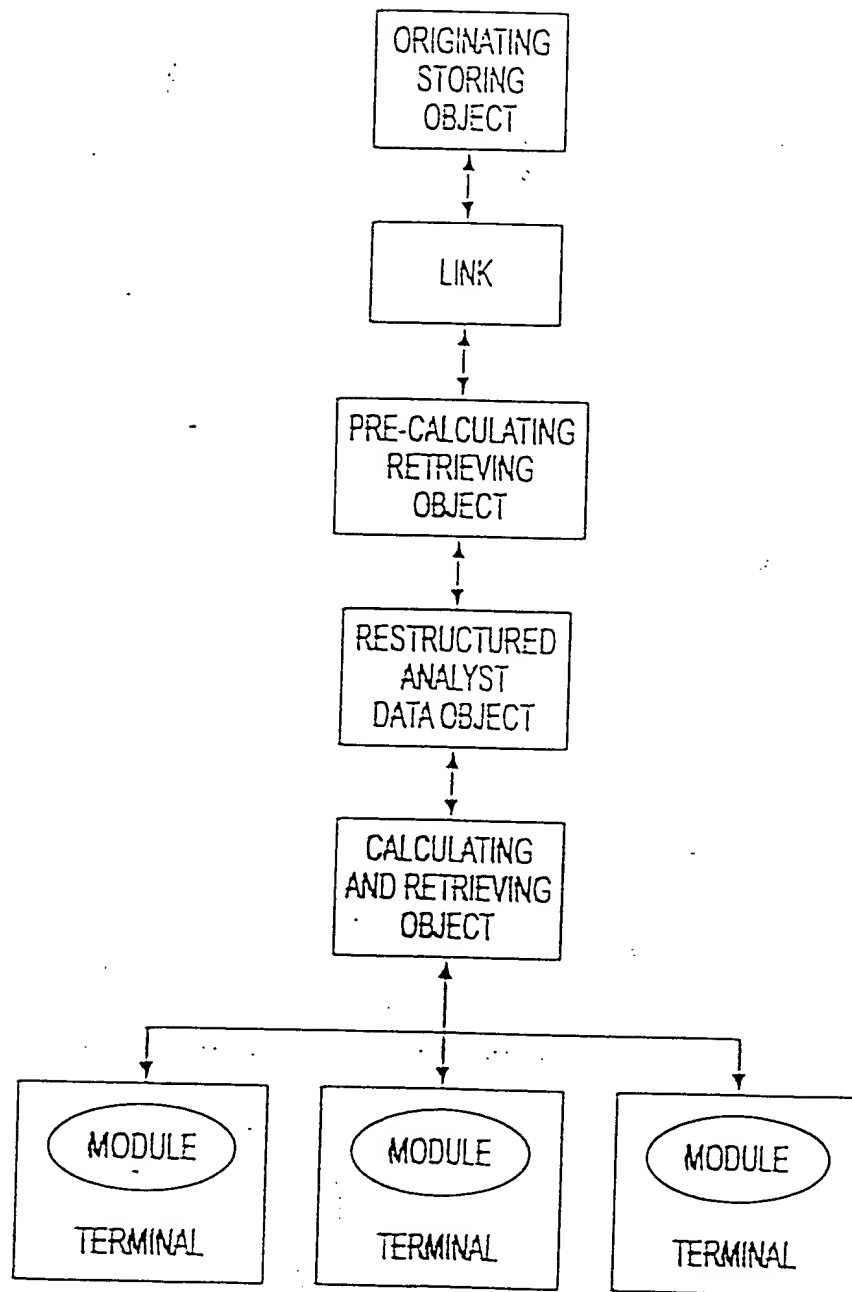 ORIGINATING
STORING
OBJECT
LINK
PRE-CALCULATING
RETRIEVING
OBJECT
RESTRUCTURED
ANALYST
DATA OBJECT
CALCULATING
AND RETRIEVING
OBJECT
MODULE
TERMINAL
MODULE
TERMINAL
MODULE
TERMINAL